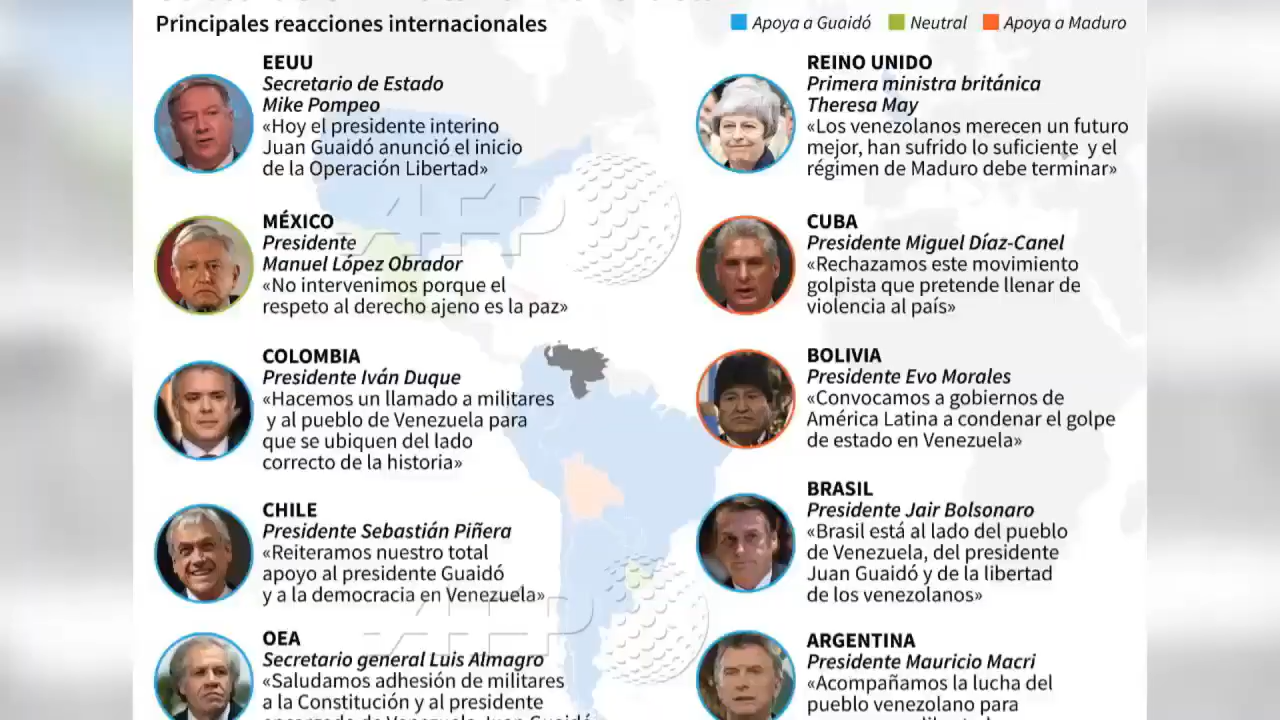 Principales reacciones internacionales
Apoya a Guaidó
Neutral
Apoya a Maduro
EEUU
Secretario de Estado
Mike Pompeo
«Hoy el presidente interino
Juan Guaidó anunció el inicio
de la Operación Libertad»
MÉXICO
Presidente
Manuel López Obrador
«No intervenimos porque el
respeto al derecho ajeno es la paz»
COLOMBIA
Presidente Iván Duque
«Hacemos un llamado a militares
y al pueblo de Venezuela para
que se ubiquen del lado
correcto de la historia»
CHILE
Presidente Sebastián Piñera
«Reiteramos nuestro total
apoyo al presidente Guaidó
y a la democracia en Venezuela»
OEA
Secretario general Luis Almagro
«Saludamos adhesión de militares
a la Constitución y al presidente
encargado de Venezuela Juan Guaidó
REINO UNIDO
Primera ministra británica
Theresa May
«Los venezolanos merecen un futuro
mejor, han sufrido lo suficiente y el
régimen de Maduro debe terminar»
CUBA
Presidente Miguel Díaz-Canel
«Rechazamos este movimiento
golpista que pretende llenar de
violencia al país»
BOLIVIA
Presidente Evo Morales
«Convocamos a gobiernos de
América Latina a condenar el golpe
de estado en Venezuela»
BRASIL
Presidente Jair Bolsonaro
«Brasil está al lado del pueblo
de Venezuela, del presidente
Juan Guaidó y de la libertad
de los venezolanos»
ARGENTINA
Presidente Mauricio Macri
«Acompañamos la lucha del
pueblo venezolano para
AFP
AFP